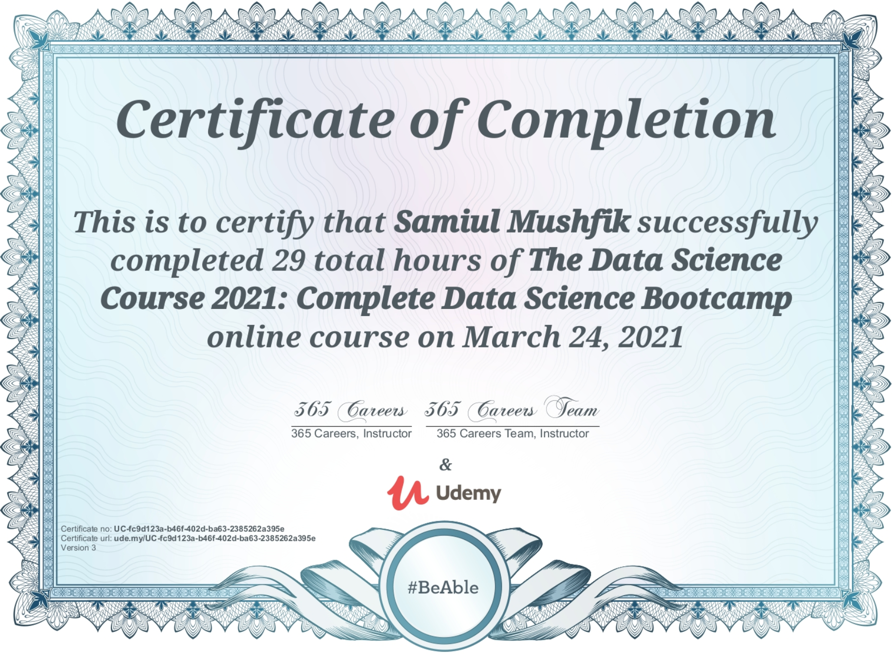 Certificate of Completion
This is to certify that Samiul Mushfik successfully
completed 29 total hours of The Data Science
Course 2021: Complete Data Science Bootcamp
online course on March 24, 2021
365 Careers 365 Careers Team
365 Careers, Instructor 365 Careers Team, Instructor
&
Udemy
Certificate no: UC-fc9d123a-b46f-402d-ba63-2385262a395e
Certificate url: ude.my/UC-fc9d123a-b46f-402d-ba63-2385262a395e
Version 3
#BeAble